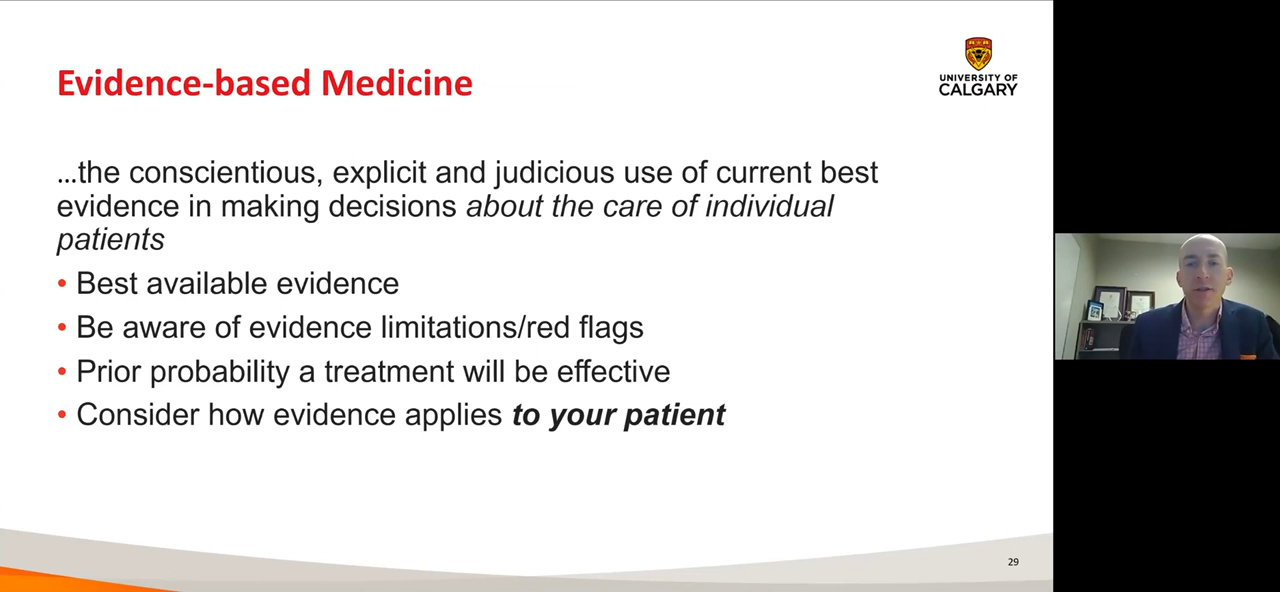 UNIVERSITY OF
CALGARY
Evidence-based Medicine
...the conscientious, explicit and judicious use of current best
evidence in making decisions about the care of individual
patients
• Best available evidence
• Be aware of evidence limitations/red flags
• Prior probability a treatment will be effective
• Consider how evidence applies to your patient
29